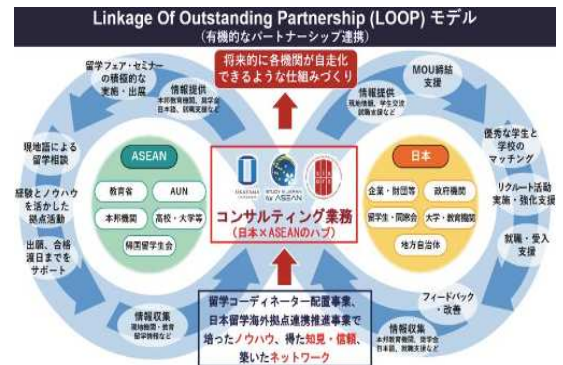 Linkage Of Outstanding Partnership (LOOP) モデル
(有機的なパートナーシップ連携)
将来的に各機関が自走化
できるような仕組みづくり
留学フェア・セミナー
の積極的な
実施・出展
情報提供
本邦教育機関、奨学金
日本語、就職支援など
現地語による
留学相談
経験とノウハウ
を活かした
拠点活動
出願、合格
渡日までを
サポート
情報収集
現地機関・教育
留学情報など
ASEAN
教育省
AUN
本邦機関
高校・大学等
帰国留学生会
STUDY in JAPAN
for ASEAN
コンサルティング業務
(日本×ASEANのハブ)
留学コーディネーター配置事業、
日本留学海外拠点連携推進事業で
培ったノウハウ、得た知見・信頼、
築いたネットワーク
情報提供
現地情報、学生交流
就職支援など
MOU締結
支援
優秀な学生と
学校の
マッチング
リクルート活動
実施・強化支援
就職・受入
支援
フィードバック
・改善
情報収集
本邦教育機関、奨学金
日本語、就職支援など
日本
企業・財団等
政府機関
留学生・同窓会
大学・教育機関
地方自治体